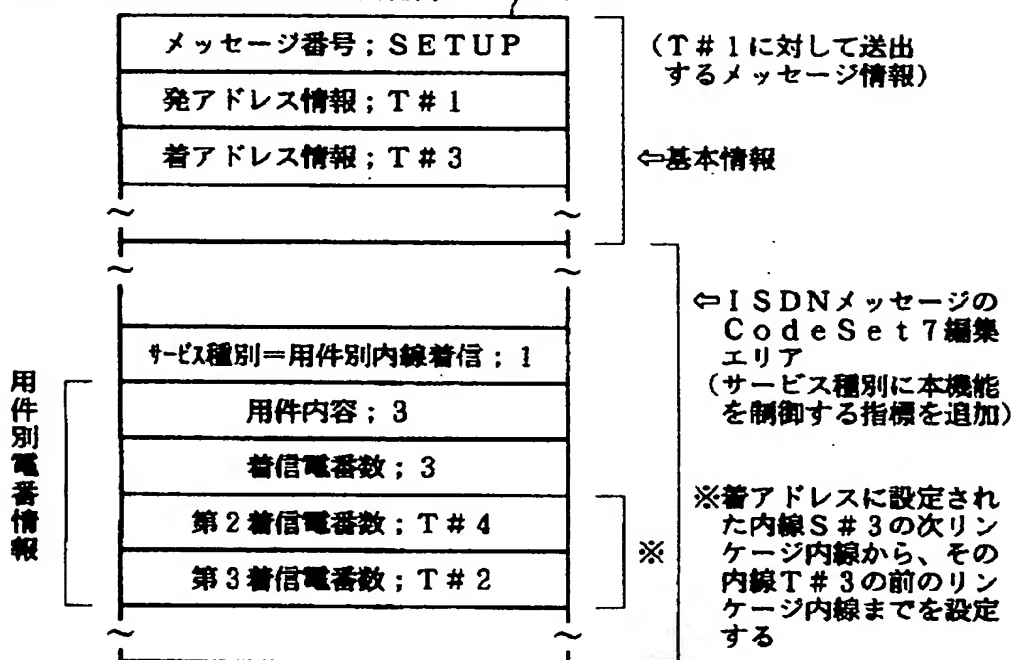 メッセージ番号；SETUP
発アドレス情報；T#1
着アドレス情報；T#3
（T#1に対して送出
するメッセージ情報）
⇦基本情報
サービス種別＝用件別内線着信；1
用件内容；3
着信電番数；3
第2着信電番数；T#4
第3着信電番数；T#2
用件別電番情報
※
⇦ISDNメッセージの
CodeSet7編集
エリア
（サービス種別に本機能
を制御する指標を追加）
※着アドレスに設定され
た内線S#3の次リン
ケージ内線から、その
内線T#3の前のリン
ケージ内線までを設定
する